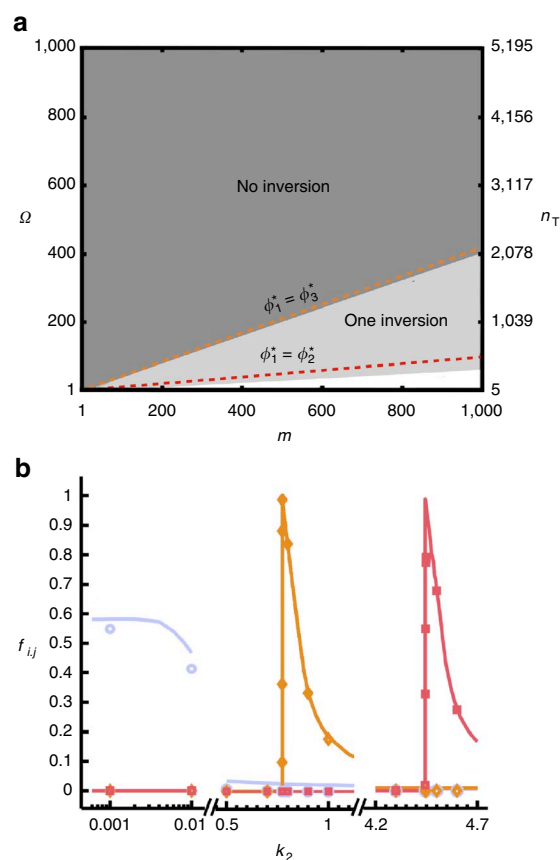 a
1,000
5,195
800
4,156
No inversion
600
3,117
Ω
n_T
400
2,078
ϕ*_1 = ϕ*_3
One inversion
200
1,039
ϕ*_1 = ϕ*_2
1
5
1 200 400 600 800 1,000
m
b
1
0.9
0.8
0.7
0.6
0.5
f_i,j
0.4
0.3
0.2
0.1
0
0.001 0.01 0.5 1 4.2 4.7
k_2